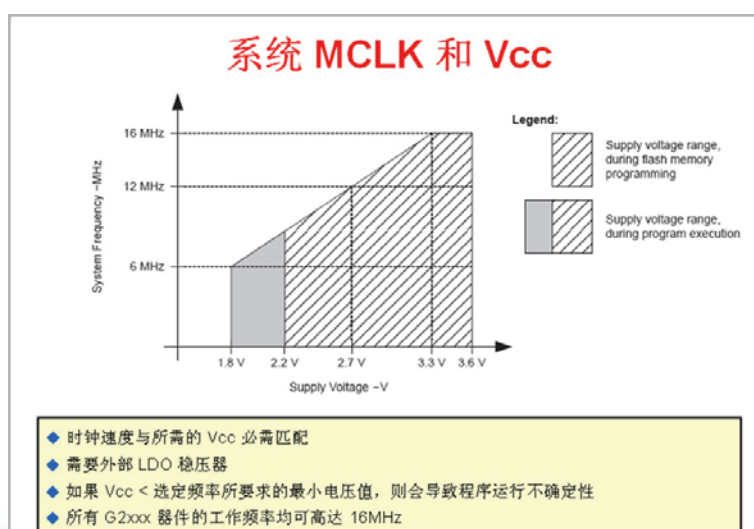 系统 MCLK 和 Vcc
16 MHz
12 MHz
6 MHz
System Frequency –MHz
1.8 V
2.2 V
2.7 V
3.3 V
3.6 V
Supply Voltage –V
Legend:
Supply voltage range,
during flash memory
programming
Supply voltage range,
during program execution
时钟速度与所需的 Vcc 必需匹配
需要外部 LDO 稳压器
如果 Vcc < 选定频率所要求的最小电压值，则会导致程序运行不确定性
所有 G2xxx 器件的工作频率均可高达 16MHz